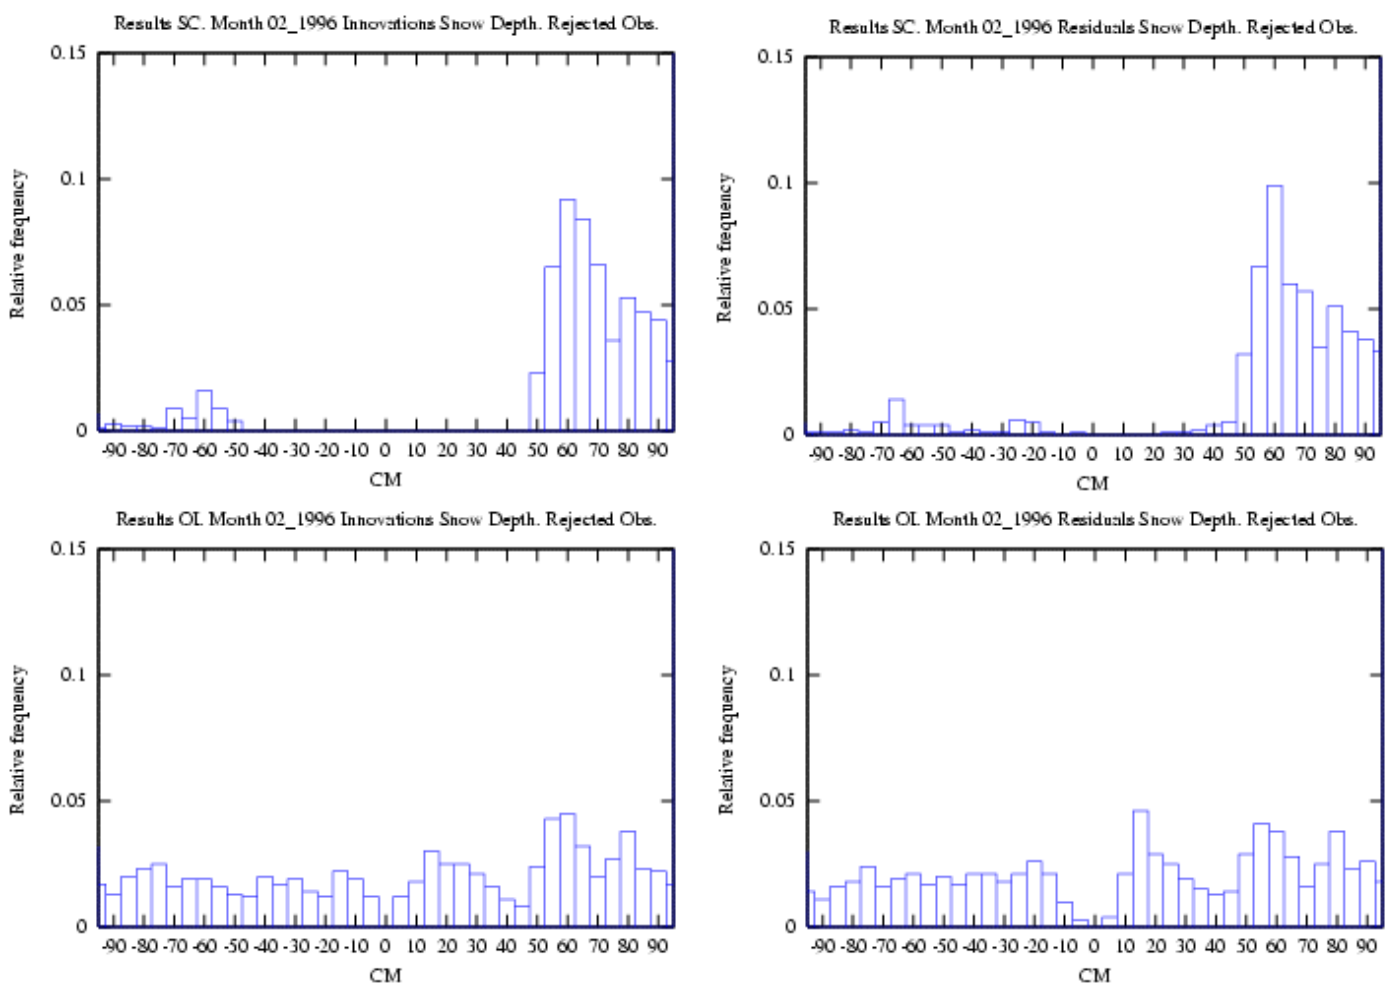 Results SC. Month 02_1996 Innovations Snow Depth. Rejected Obs.
0.15
0.1
0.05
0
Relative frequency
-90 -80 -70 -60 -50 -40 -30 -20 -10 0 10 20 30 40 50 60 70 80 90
CM
Results SC. Month 02_1996 Residuals Snow Depth. Rejected Obs.
0.15
0.1
0.05
0
Relative frequency
-90 -80 -70 -60 -50 -40 -30 -20 -10 0 10 20 30 40 50 60 70 80 90
CM
Results OI. Month 02_1996 Innovations Snow Depth. Rejected Obs.
0.15
0.1
0.05
0
Relative frequency
-90 -80 -70 -60 -50 -40 -30 -20 -10 0 10 20 30 40 50 60 70 80 90
CM
Results OI. Month 02_1996 Residuals Snow Depth. Rejected Obs.
0.15
0.1
0.05
0
Relative frequency
-90 -80 -70 -60 -50 -40 -30 -20 -10 0 10 20 30 40 50 60 70 80 90
CM